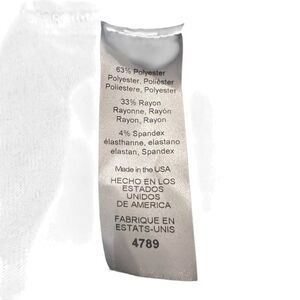 63% Polyester
Polyester, Poliéster
Poliestere, Polyester
33% Rayon
Rayonne, Rayón
Rayon, Rayon
4% Spandex
élasthanne, elastano
elastan, Spandex
Made in the USA
HECHO EN LOS
ESTADOS
UNIDOS
DE AMERICA
FABRIQUE EN
ESTATS-UNIS
4789